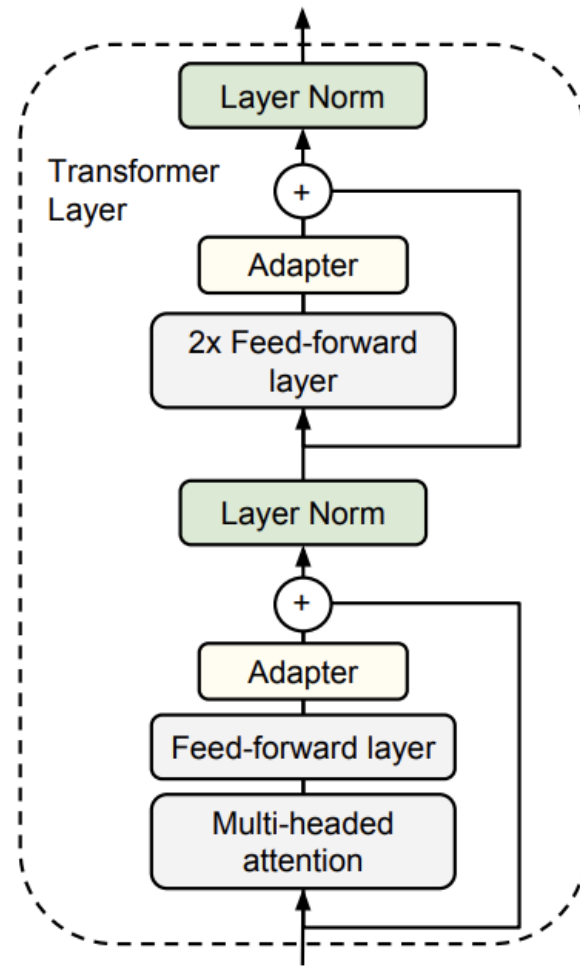 Layer Norm
Transformer
Layer
+
Adapter
2x Feed-forward
layer
Layer Norm
+
Adapter
Feed-forward layer
Multi-headed
attention